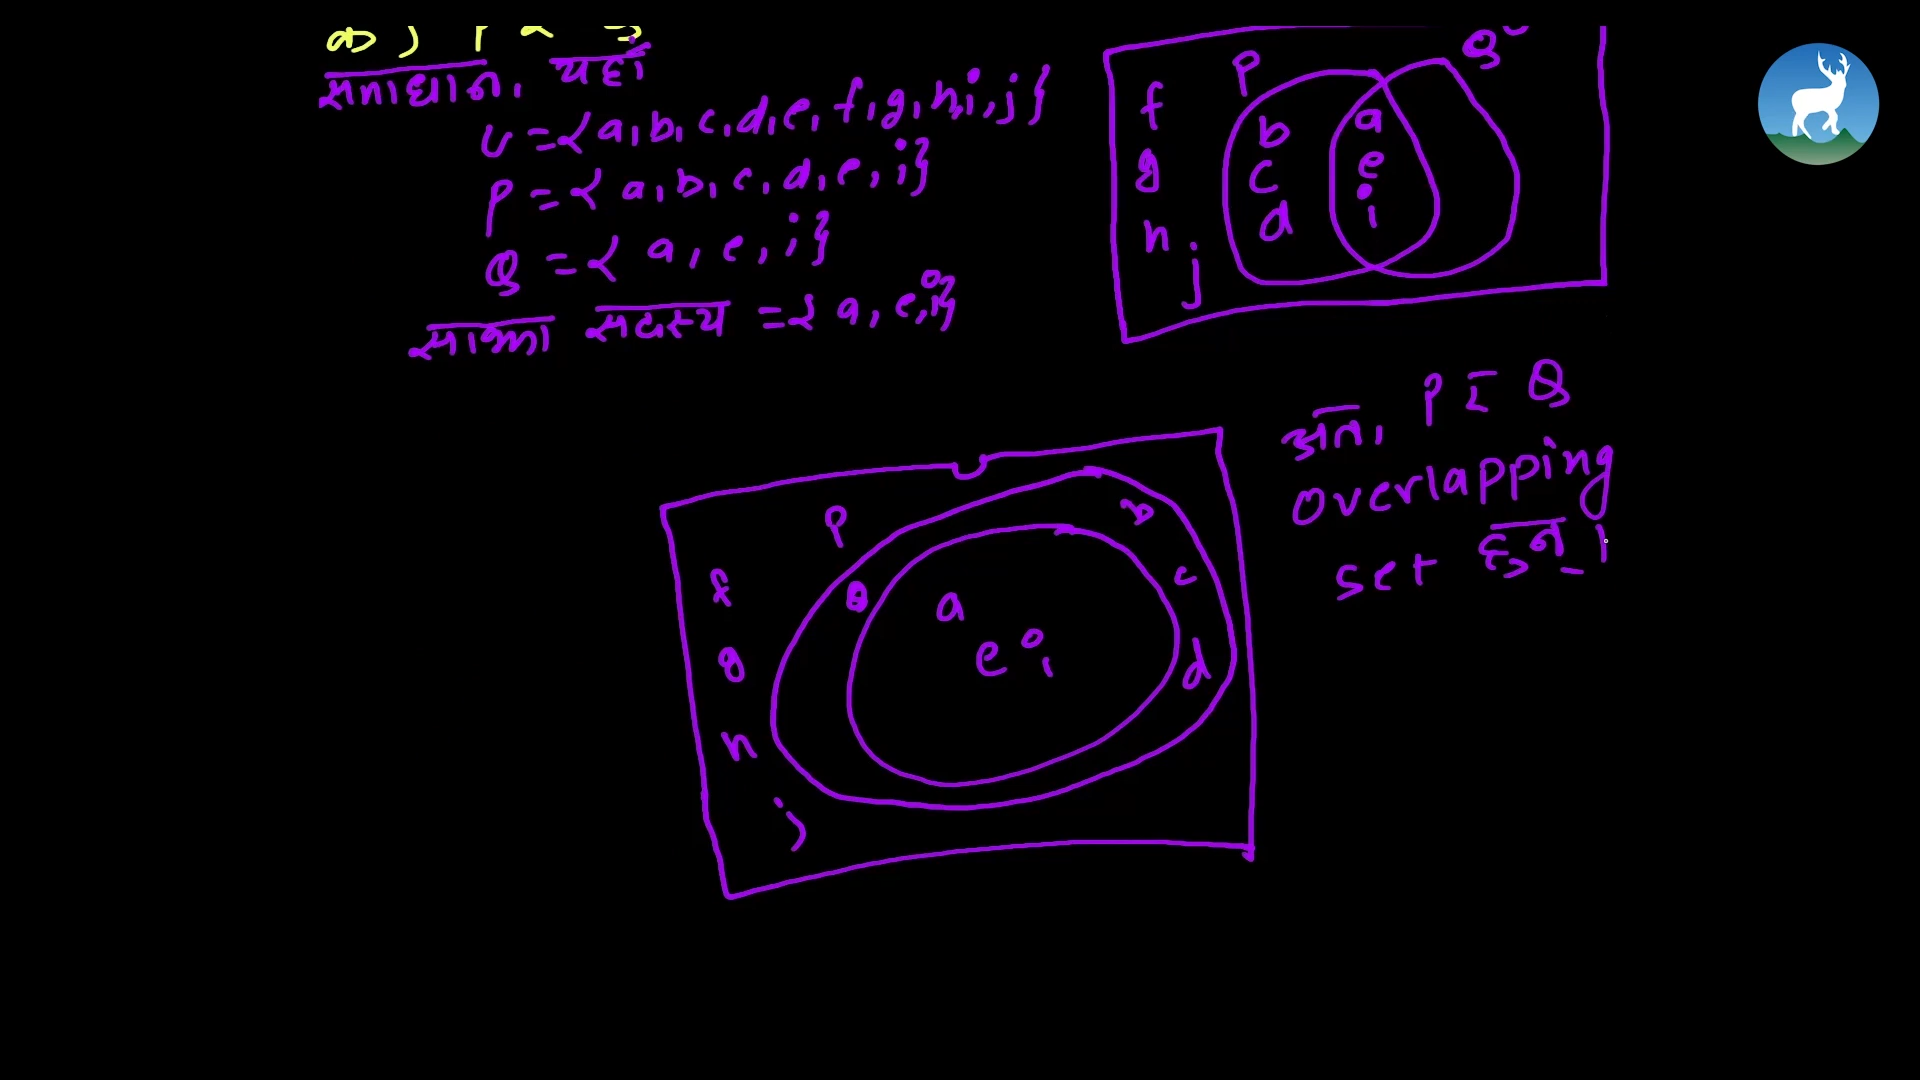 क) P र
समाधान, यहाँ
U = {a, b, c, d, e, f, g, h, i, j}
P = {a, b, c, d, e, i}
Q = {a, e, i}
साझा सदस्य = {a, e, i}
P Q U
f b a
g c e
h d i
j
अतः, P र Q
overlapping
set हुन् ।
U
P b
f Q a c
g e i d
h
j